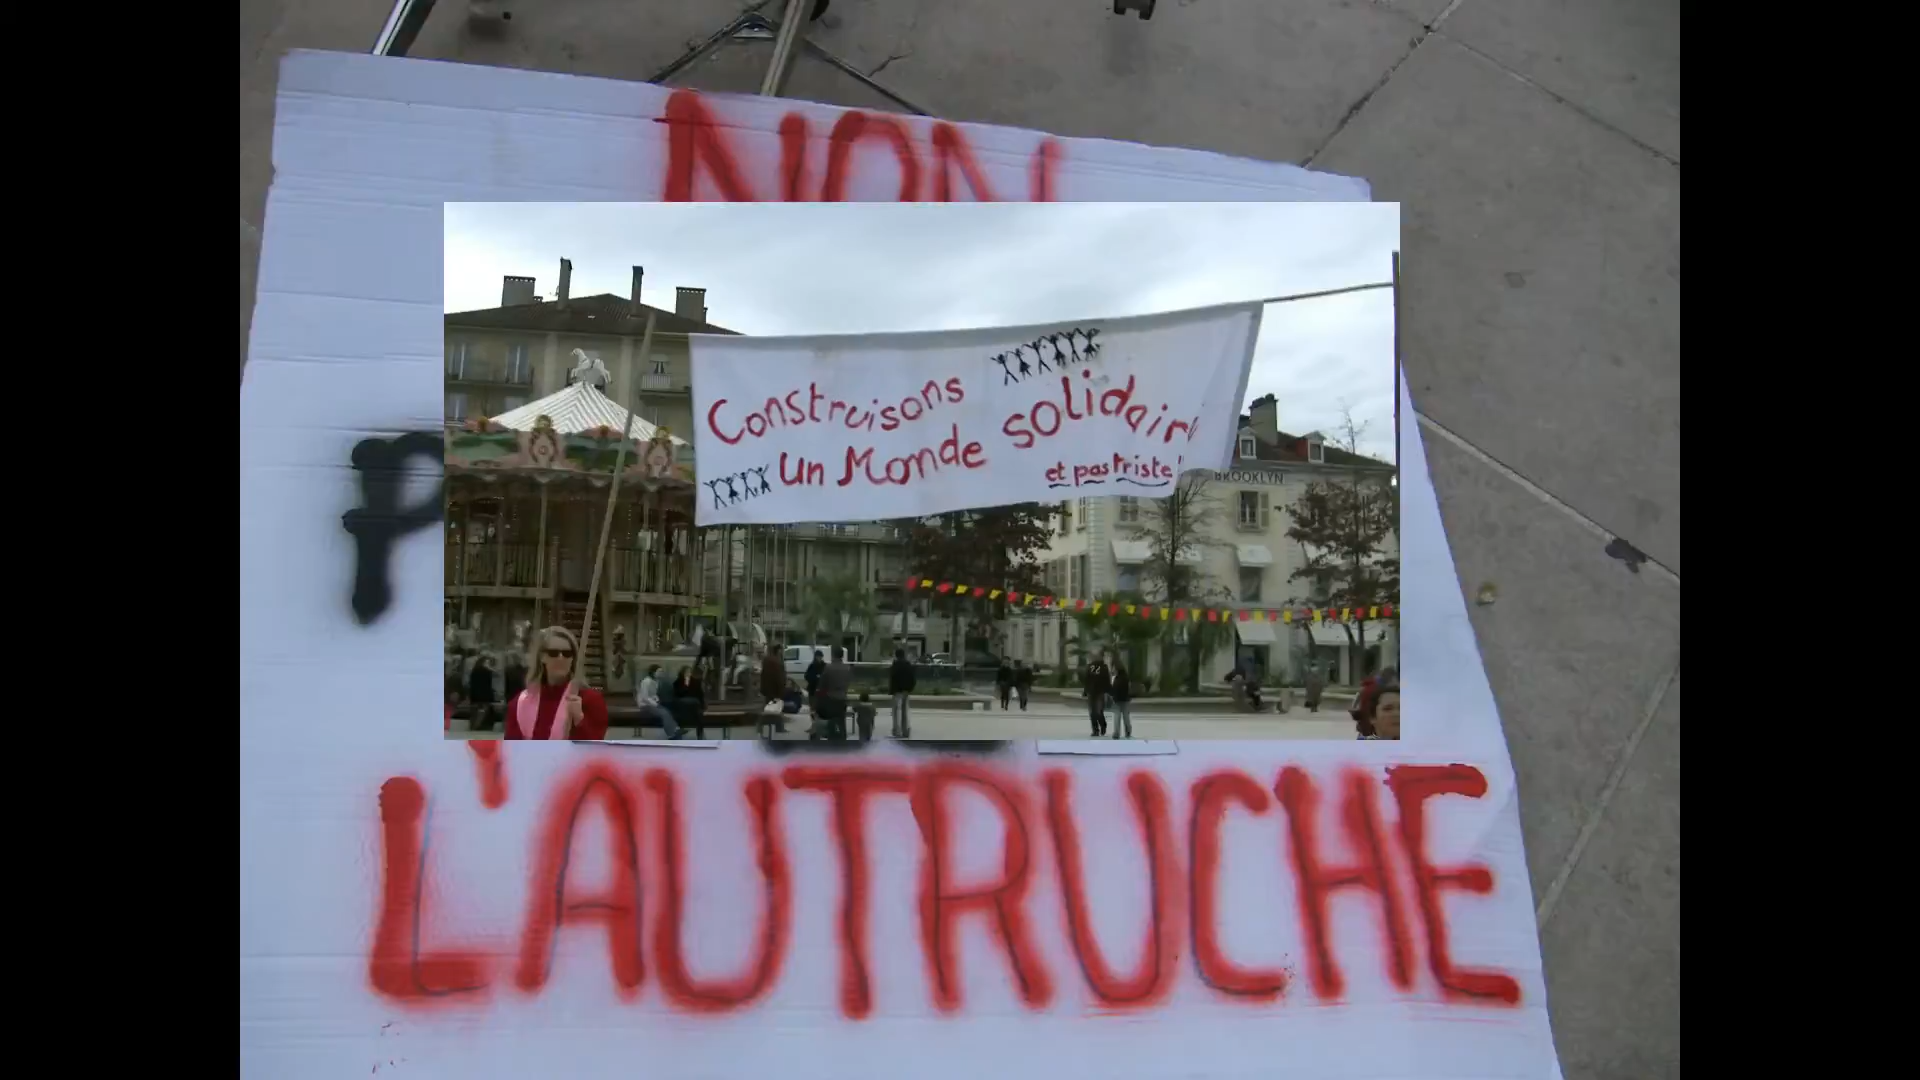 NON
Construisons
un Monde solidaire
et pas triste!
BROOKLYN
P
L'AUTRUCHE